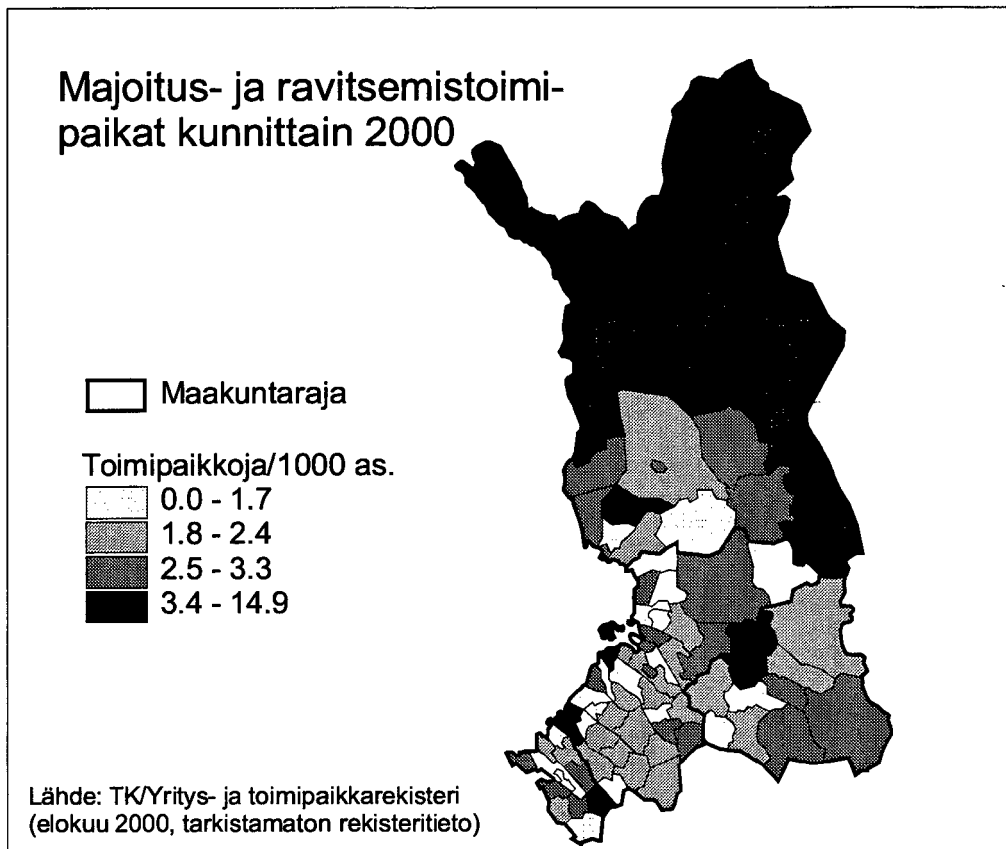 Majoitus- ja ravitsemistoimi-
paikat kunnittain 2000
Maakuntaraja
Toimipaikkoja/1000 as.
0.0 - 1.7
1.8 - 2.4
2.5 - 3.3
3.4 - 14.9
Lähde: TK/Yritys- ja toimipaikkarekisteri
(elokuu 2000, tarkistamaton rekisteritieto)